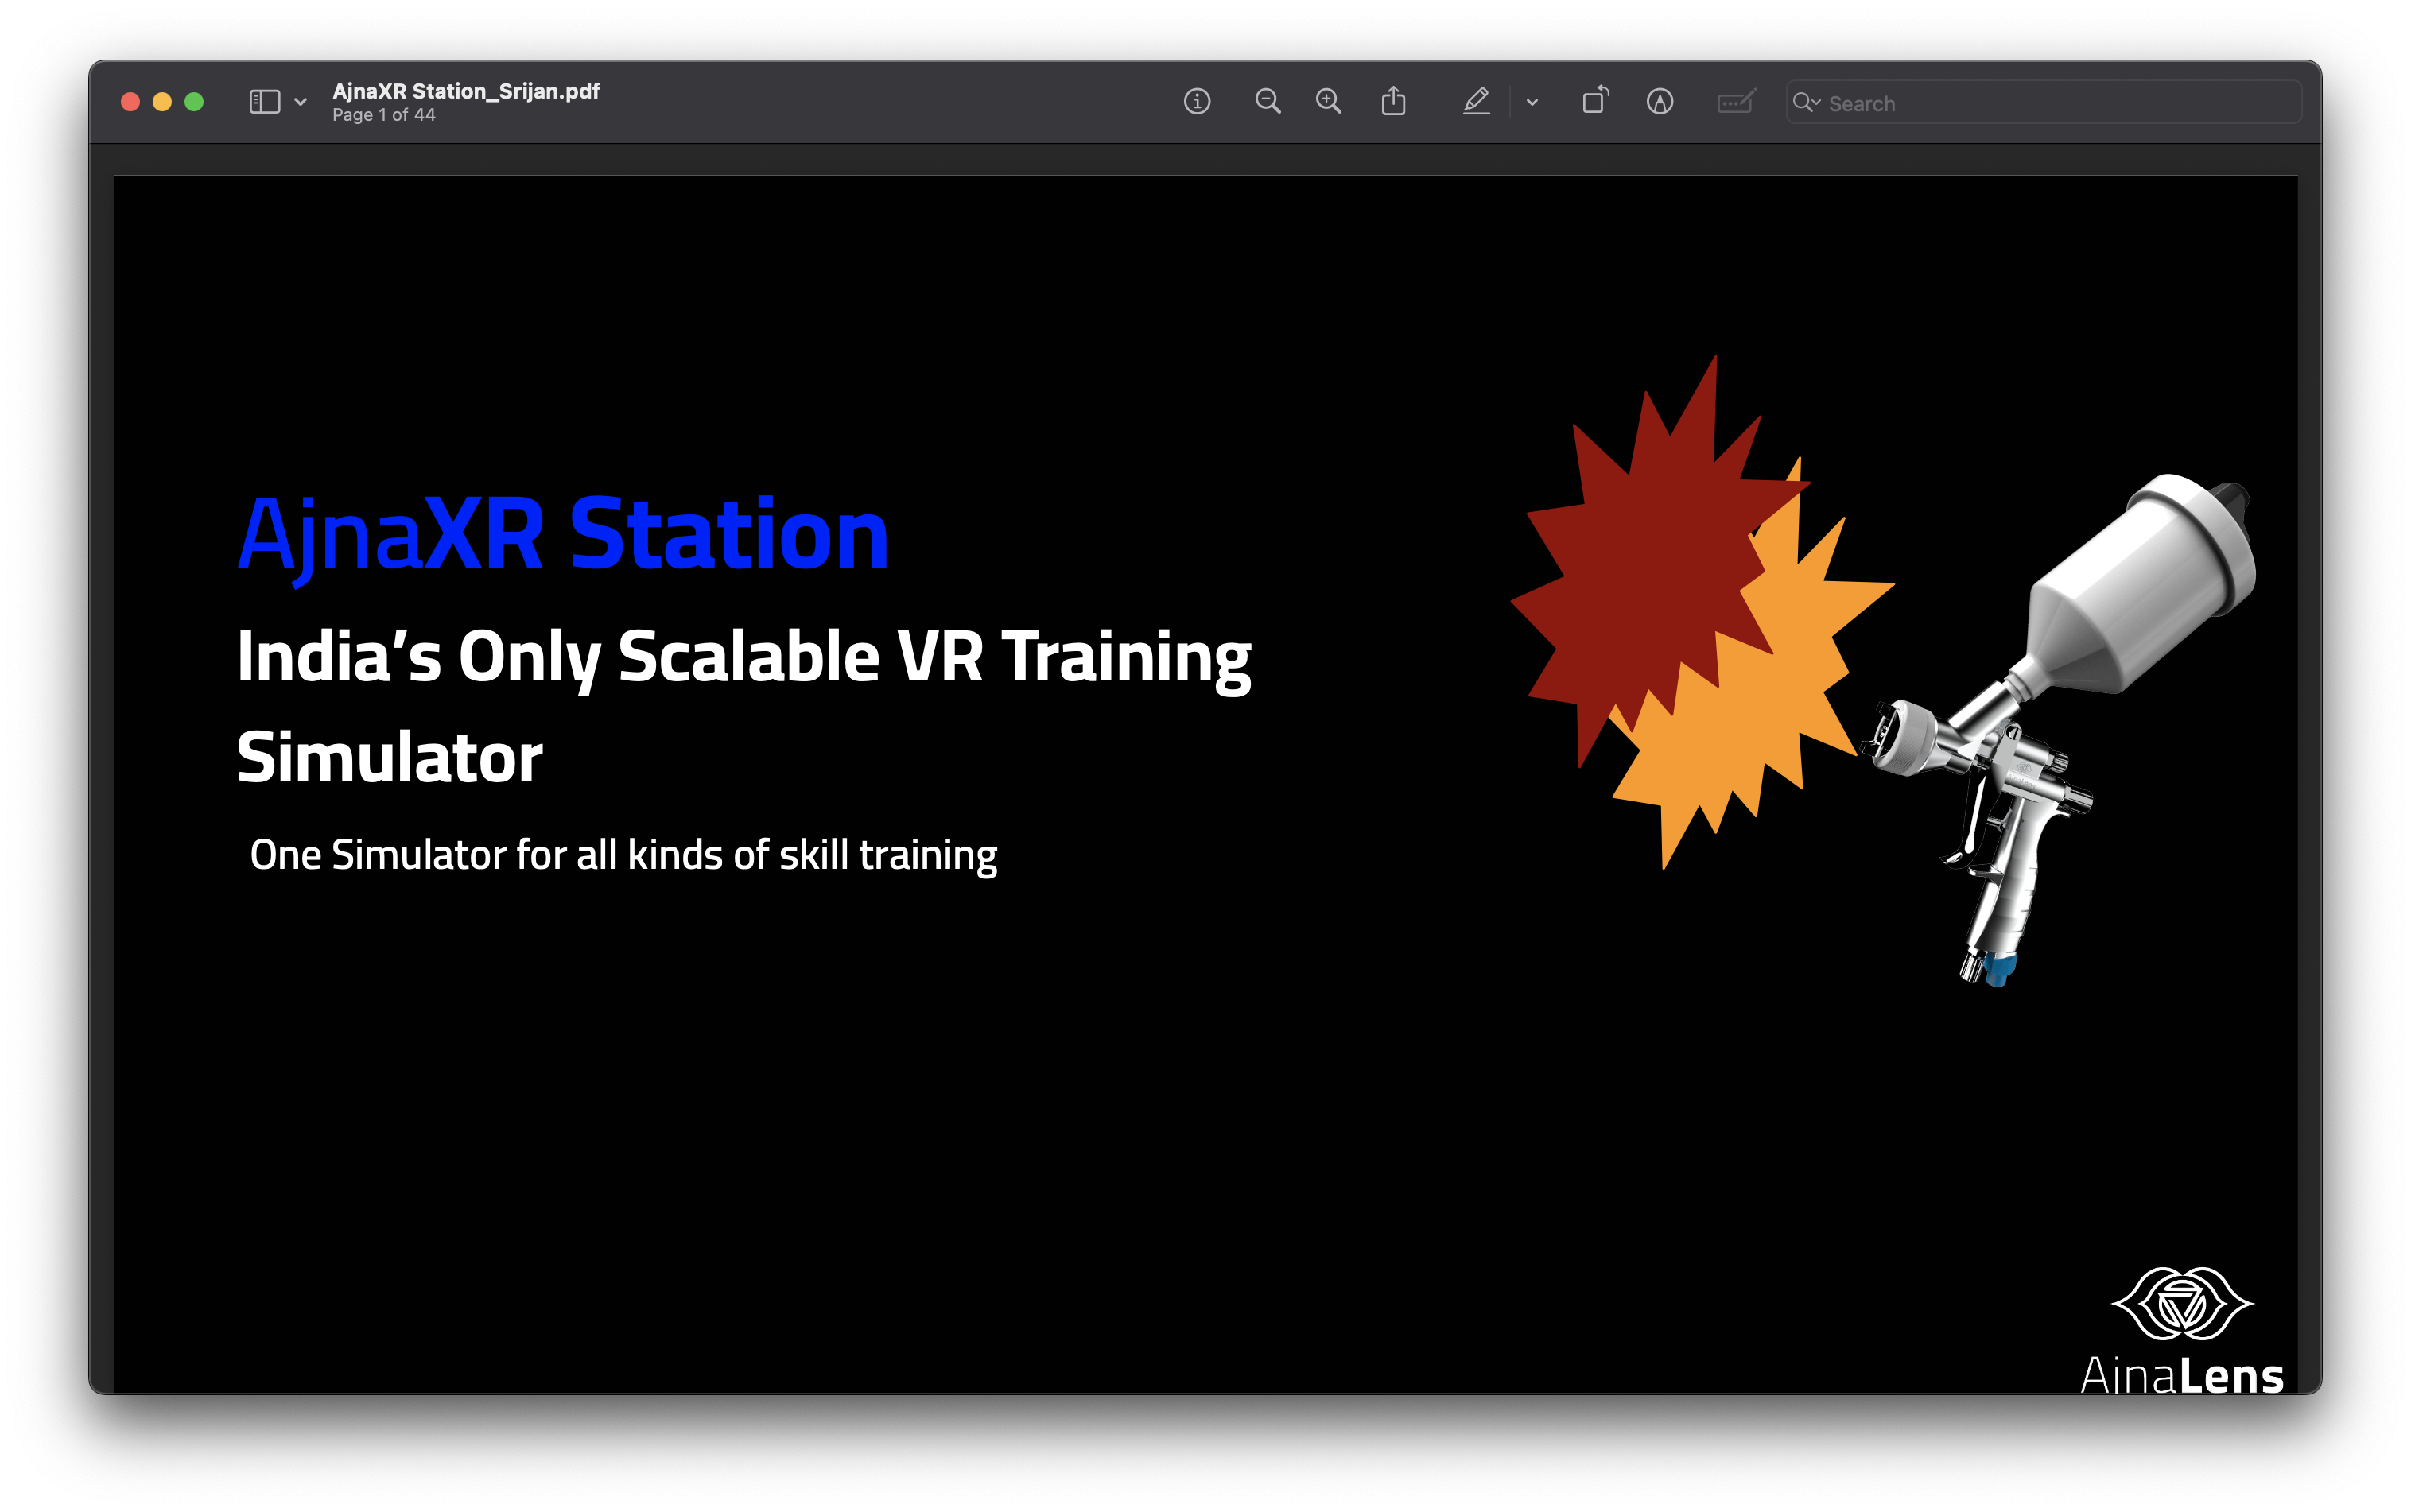 AjnaXR Station_Srijan.pdf
Page 1 of 44
Search
AjnaXR Station
India’s Only Scalable VR Training
Simulator
One Simulator for all kinds of skill training
AjnaLens